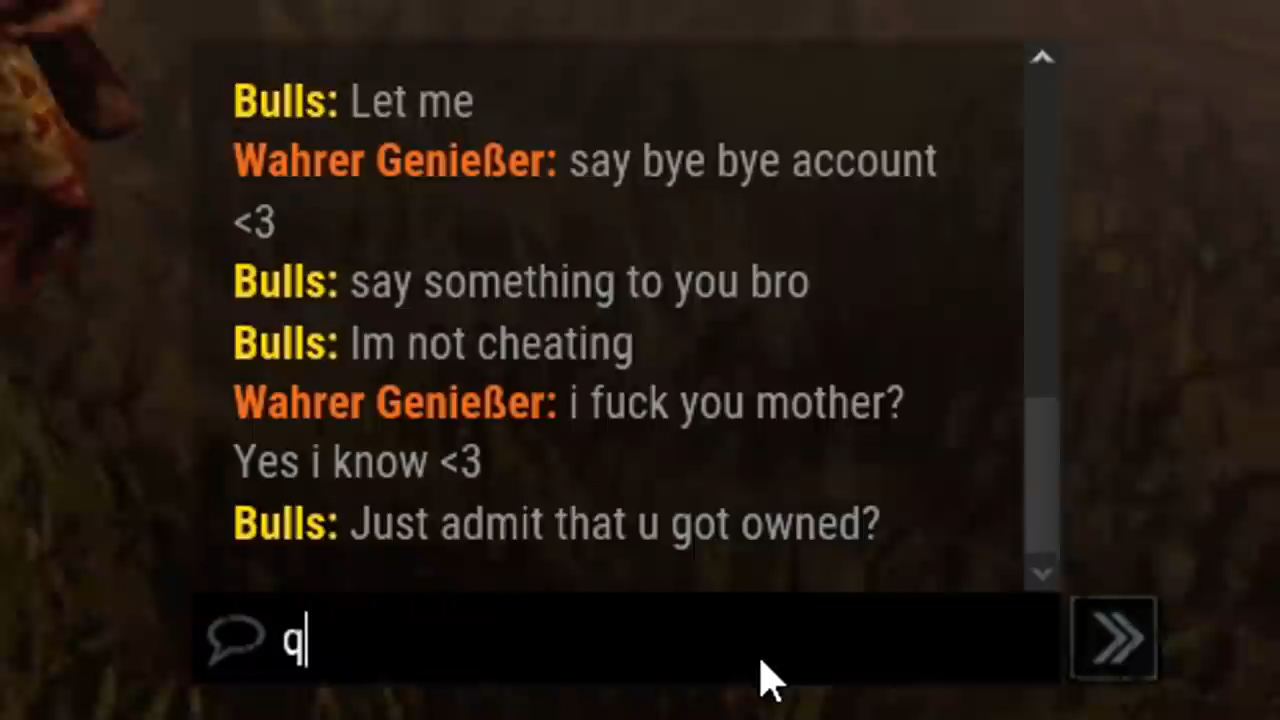 Bulls: Let me
Wahrer Genießer: say bye bye account
<3
Bulls: say something to you bro
Bulls: Im not cheating
Wahrer Genießer: i fuck you mother?
Yes i know <3
Bulls: Just admit that u got owned?
q